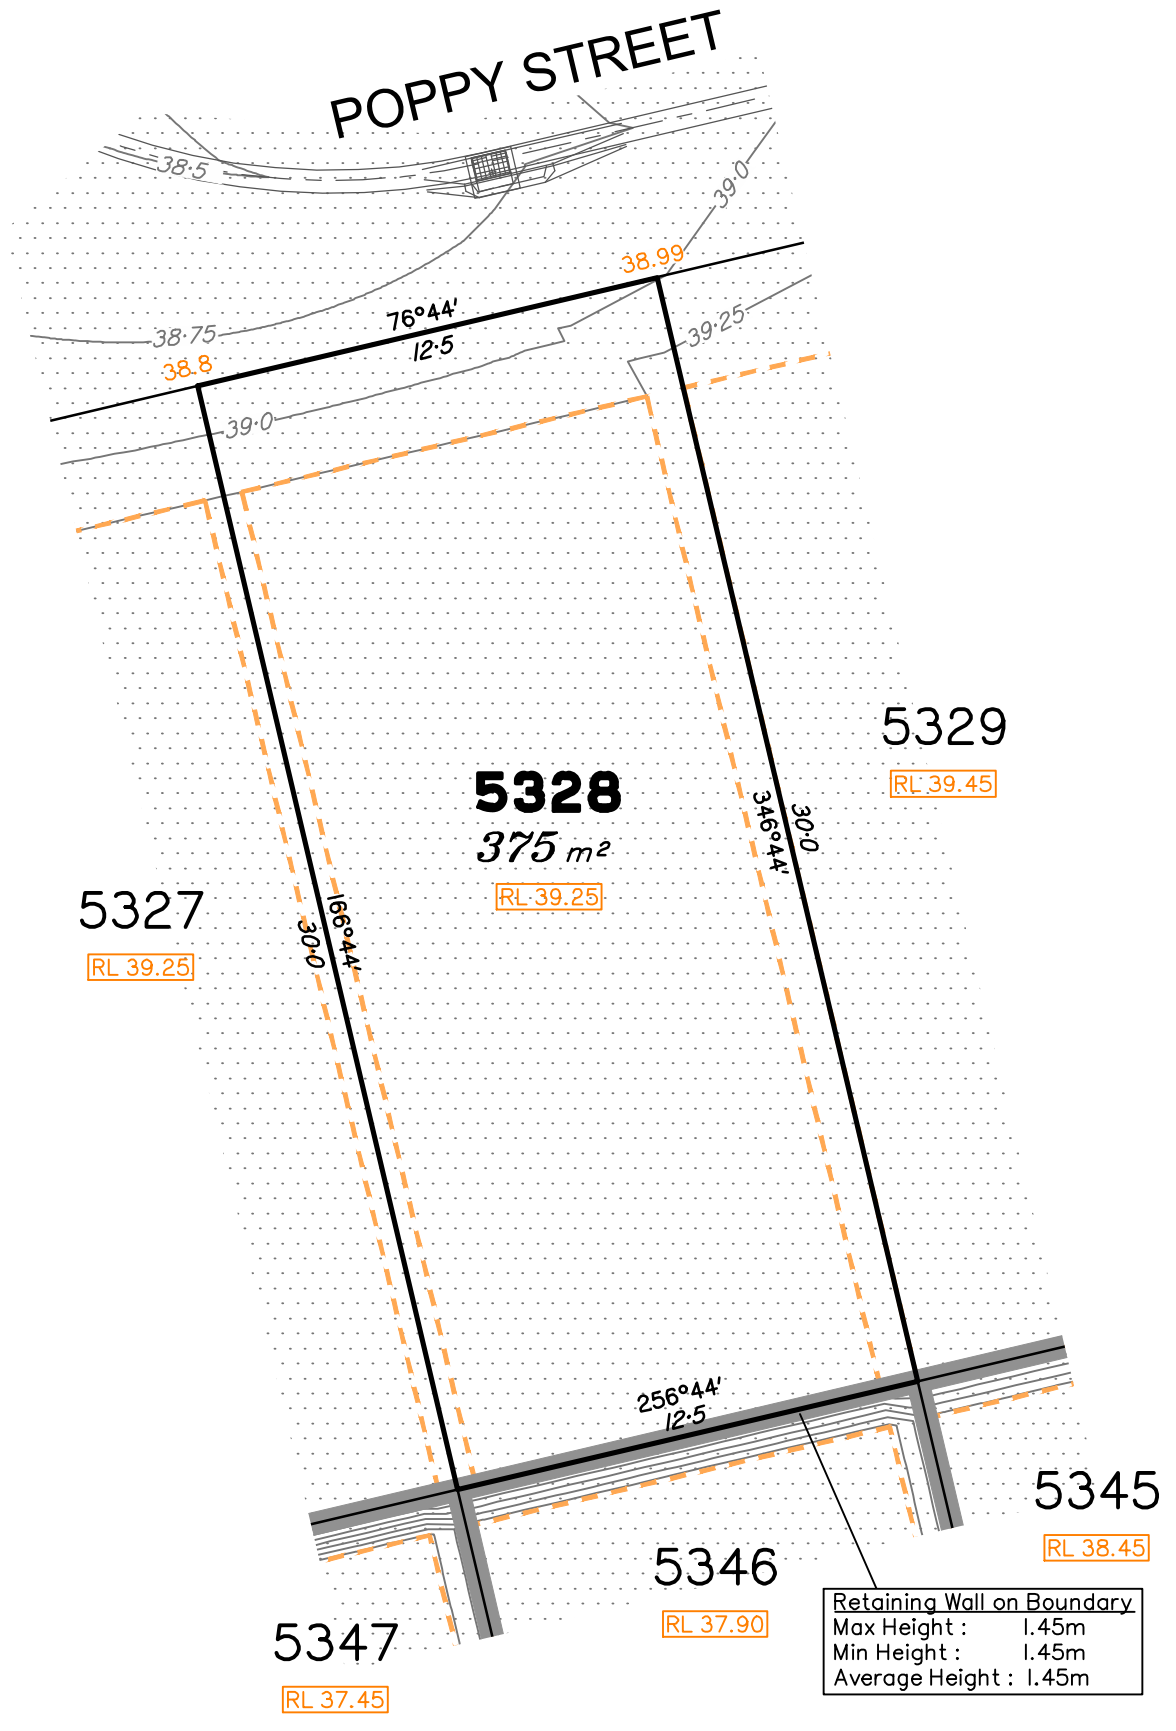 POPPY STREET
38·5
39·0
38.99
76°44'
12·5
38·75
39·25
38.8
39·0
5329
RL 39.45
5328
375 m²
RL 39.25
346°44'
30·0
5327
RL 39.25
166°44'
30·0
256°44'
12·5
5345
RL 38.45
5346
RL 37.90
Retaining Wall on Boundary
Max Height : 1.45m
Min Height : 1.45m
Average Height : 1.45m
5347
RL 37.45